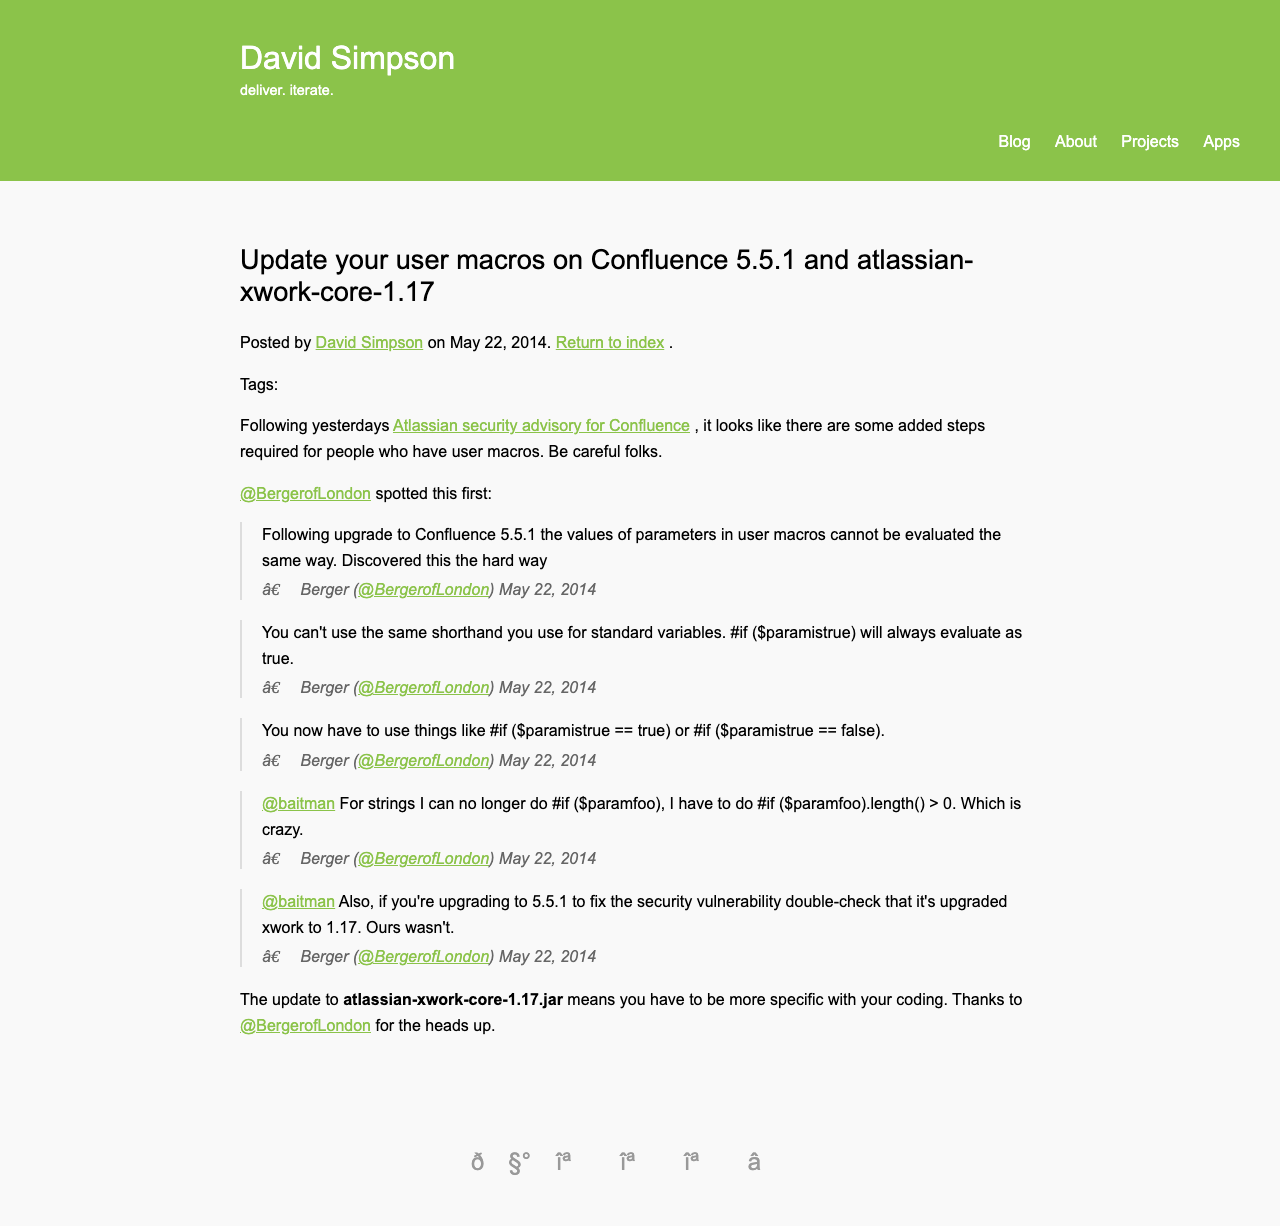 David Simpson
deliver. iterate.
Blog About Projects Apps
Update your user macros on Confluence 5.5.1 and atlassian-
xwork-core-1.17
Posted by David Simpson on May 22, 2014. Return to index .
Tags:
Following yesterdays Atlassian security advisory for Confluence , it looks like there are some added steps
required for people who have user macros. Be careful folks.
@BergerofLondon spotted this first:
Following upgrade to Confluence 5.5.1 the values of parameters in user macros cannot be evaluated the
same way. Discovered this the hard way
â€ Berger (@BergerofLondon) May 22, 2014
You can't use the same shorthand you use for standard variables. #if ($paramistrue) will always evaluate as
true.
â€ Berger (@BergerofLondon) May 22, 2014
You now have to use things like #if ($paramistrue == true) or #if ($paramistrue == false).
â€ Berger (@BergerofLondon) May 22, 2014
@baitman For strings I can no longer do #if ($paramfoo), I have to do #if ($paramfoo).length() > 0. Which is
crazy.
â€ Berger (@BergerofLondon) May 22, 2014
@baitman Also, if you're upgrading to 5.5.1 to fix the security vulnerability double-check that it's upgraded
xwork to 1.17. Ours wasn't.
â€ Berger (@BergerofLondon) May 22, 2014
The update to atlassian-xwork-core-1.17.jar means you have to be more specific with your coding. Thanks to
@BergerofLondon for the heads up.
ð §° îª îª îª â